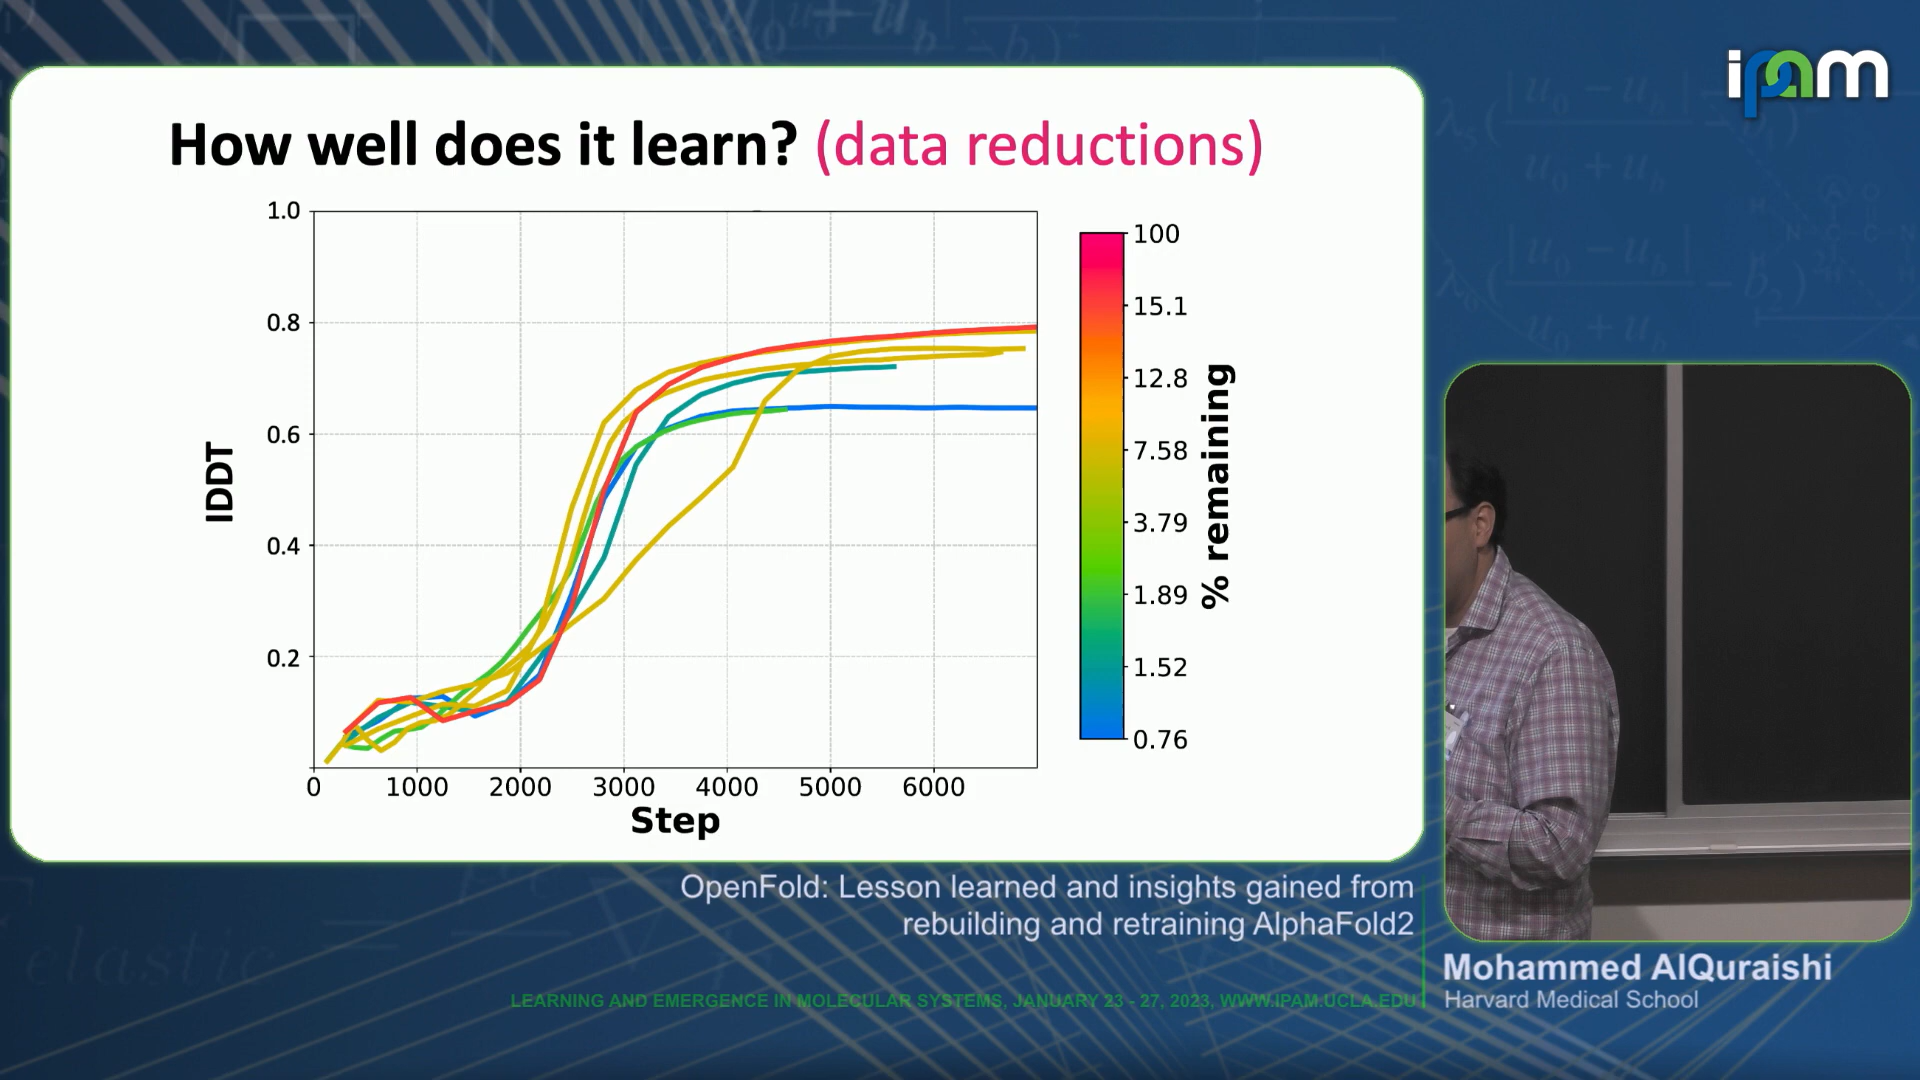 ipam
How well does it learn? (data reductions)
1.0
0.8
0.6
0.4
0.2
lDDT
0
1000
2000
3000
4000
5000
6000
Step
100
15.1
12.8
7.58
3.79
1.89
1.52
0.76
% remaining
OpenFold: Lesson learned and insights gained from
rebuilding and retraining AlphaFold2
Mohammed AlQuraishi
Harvard Medical School
LEARNING AND EMERGENCE IN MOLECULAR SYSTEMS, JANUARY 23 - 27, 2023, WWW.IPAM.UCLA.EDU
elastic